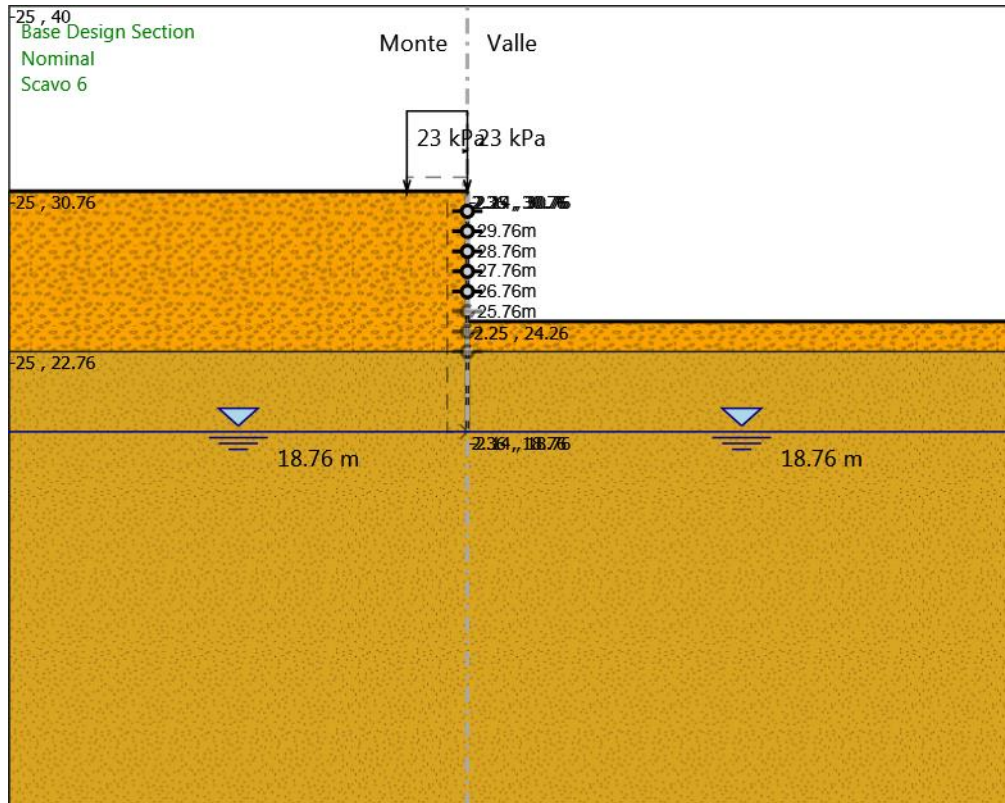 -25 , 40
Base Design Section
Nominal
Scavo 6
Monte
Valle
23 kPa
23 kPa
-25 , 30.76
29.76m
28.76m
27.76m
26.76m
25.76m
2.25 , 24.26
-25 , 22.76
18.76 m
18.76 m